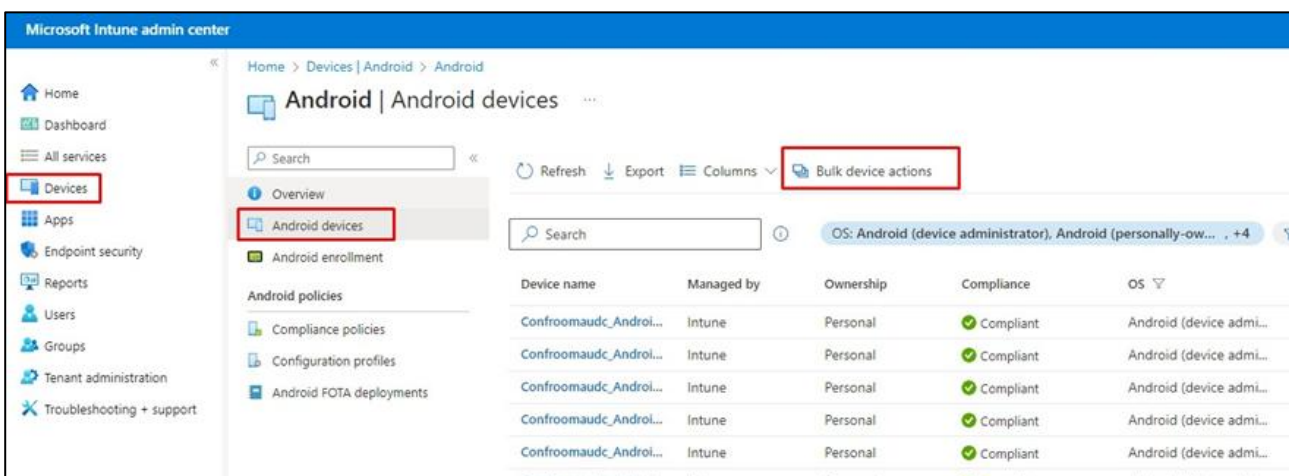 Microsoft Intune admin center
Home > Devices | Android > Android
Android | Android devices ...
Home
Dashboard
All services
Devices
Apps
Endpoint security
Reports
Users
Groups
Tenant administration
Troubleshooting + support
Search
Overview
Android devices
Android enrollment
Android policies
Compliance policies
Configuration profiles
Android FOTA deployments
Refresh Export Columns Bulk device actions
Search OS: Android (device administrator), Android (personally-ow... , +4
Device name Managed by Ownership Compliance OS
Confroomaudc_Androi... Intune Personal Compliant Android (device admi...
Confroomaudc_Androi... Intune Personal Compliant Android (device admi...
Confroomaudc_Androi... Intune Personal Compliant Android (device admi...
Confroomaudc_Androi... Intune Personal Compliant Android (device admi...
Confroomaudc_Androi... Intune Personal Compliant Android (device admi...